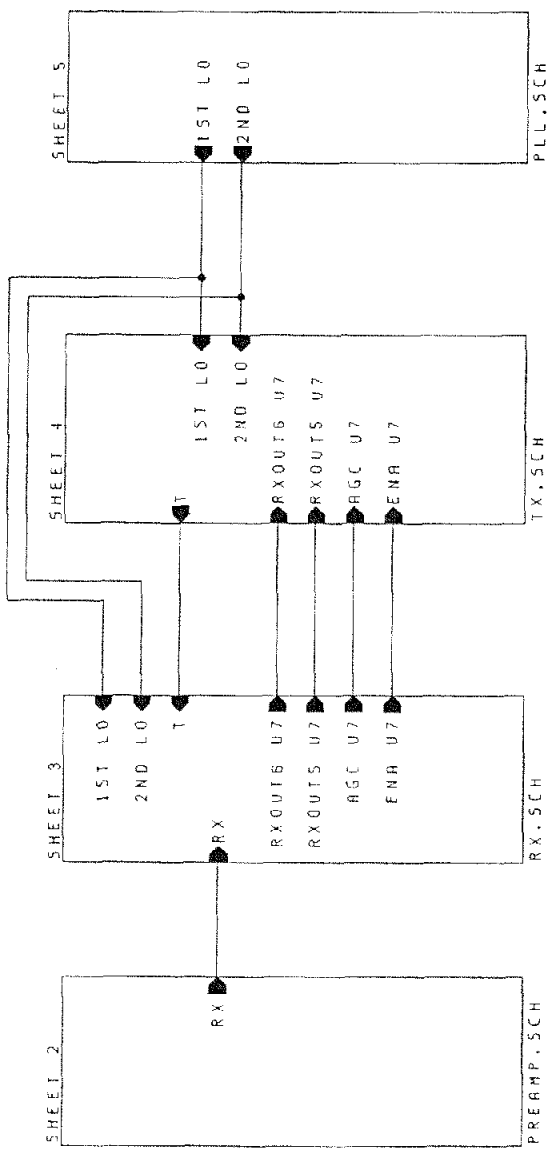 SHEET 2
RX
PREAMP.SCH
SHEET 3
1ST LO
2ND LO
T
RX
RXOUT6 U7
RXOUT5 U7
AGC U7
ENA U7
RX.SCH
SHEET 4
T
1ST LO
2ND LO
RXOUT6 U7
RXOUT5 U7
AGC U7
ENA U7
TX.SCH
SHEET 5
1ST LO
2ND LO
PLL.SCH